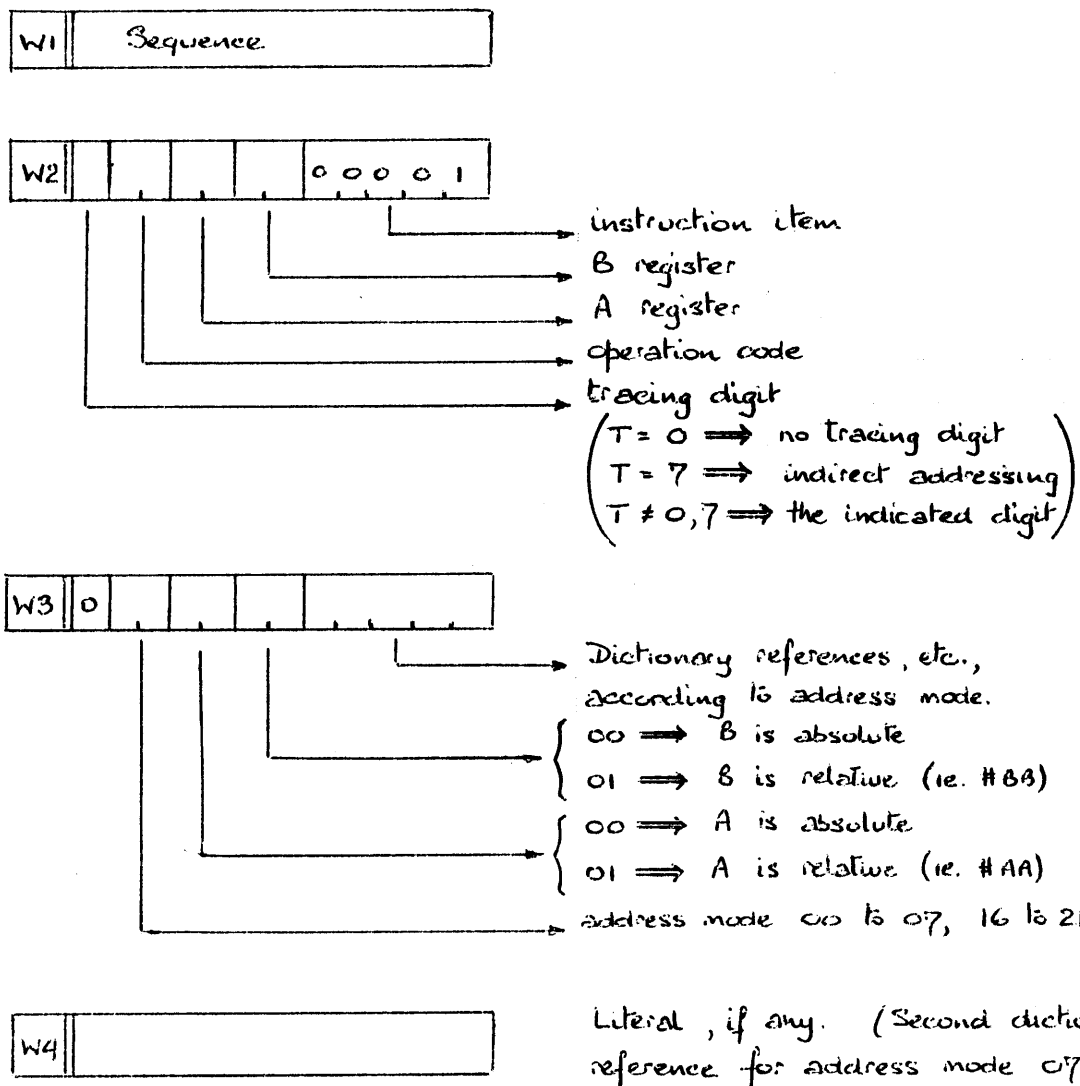 W1 Sequence
W2 0 0 0 0 1
instruction item
B register
A register
operation code
tracing digit
T = 0 ⟹ no tracing digit
T = 7 ⟹ indirect addressing
T ≠ 0, 7 ⟹ the indicated digit
W3 0
Dictionary references, etc.,
according to address mode.
00 ⟹ B is absolute
01 ⟹ B is relative (ie. #BB)
00 ⟹ A is absolute
01 ⟹ A is relative (ie. #AA)
address mode 00 to 07, 16 to 21
W4 Literal, if any. (Second
reference for address mode 07